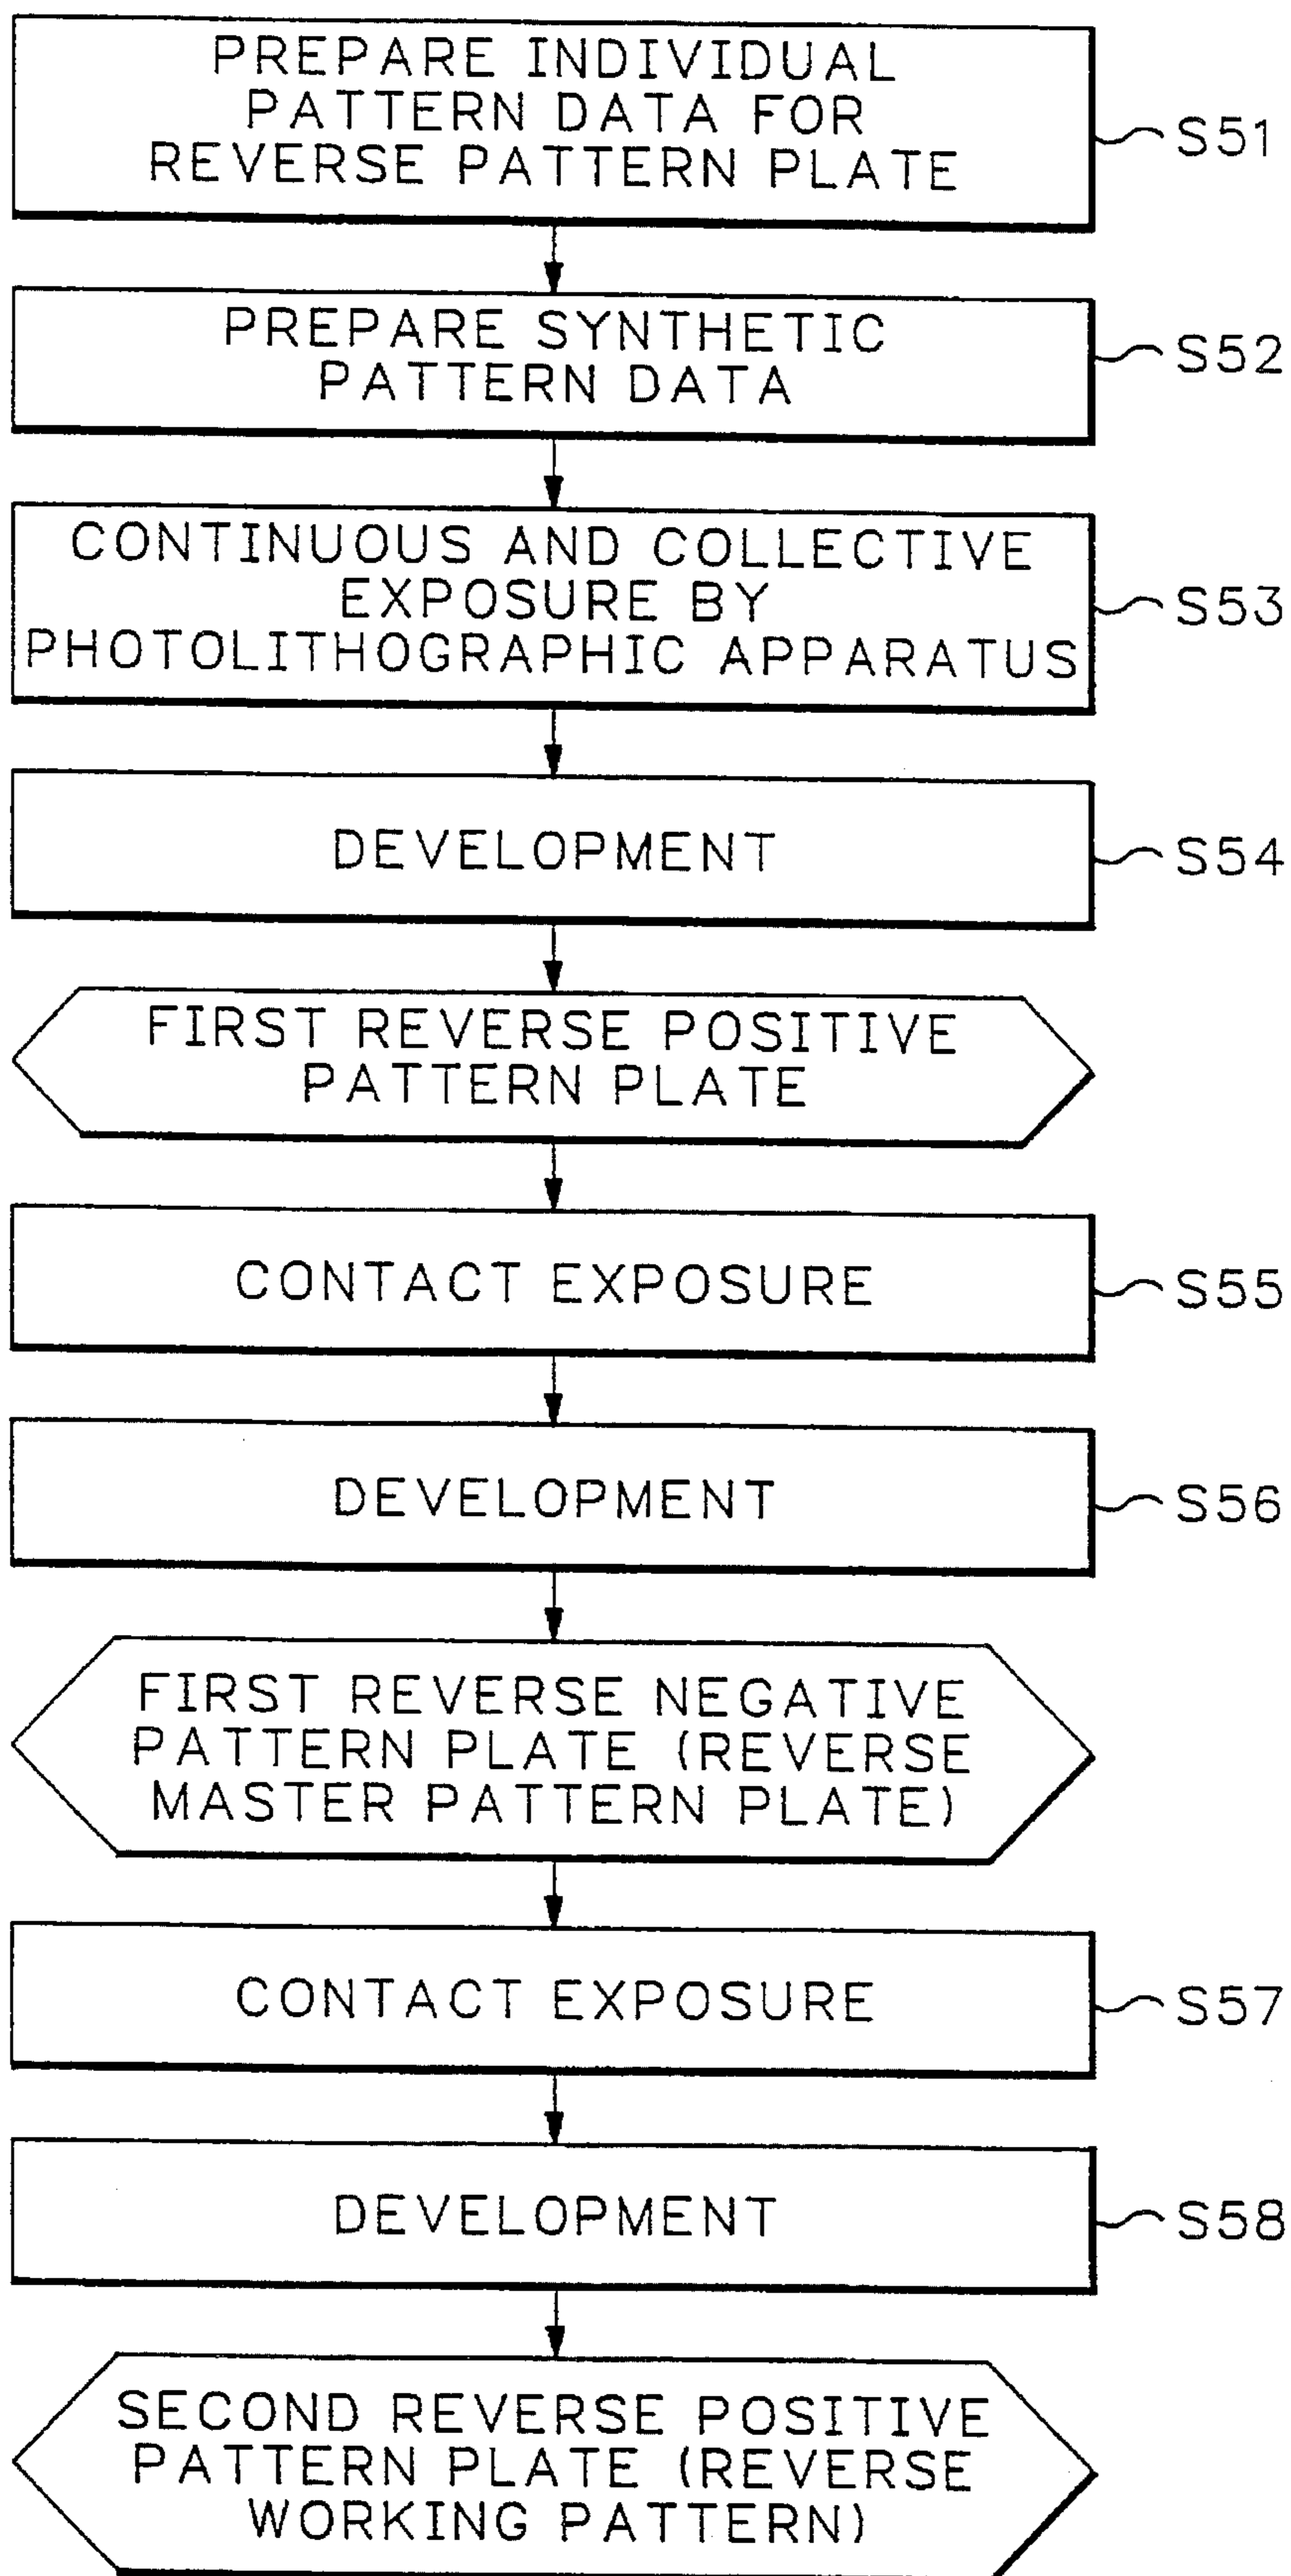 PREPARE INDIVIDUAL
PATTERN DATA FOR
REVERSE PATTERN PLATE
S51
PREPARE SYNTHETIC
PATTERN DATA
S52
CONTINUOUS AND COLLECTIVE
EXPOSURE BY
PHOTOLITHOGRAPHIC APPARATUS
S53
DEVELOPMENT
S54
FIRST REVERSE POSITIVE
PATTERN PLATE
CONTACT EXPOSURE
S55
DEVELOPMENT
S56
FIRST REVERSE NEGATIVE
PATTERN PLATE (REVERSE
MASTER PATTERN PLATE)
CONTACT EXPOSURE
S57
DEVELOPMENT
S58
SECOND REVERSE POSITIVE
PATTERN PLATE (REVERSE
WORKING PATTERN)